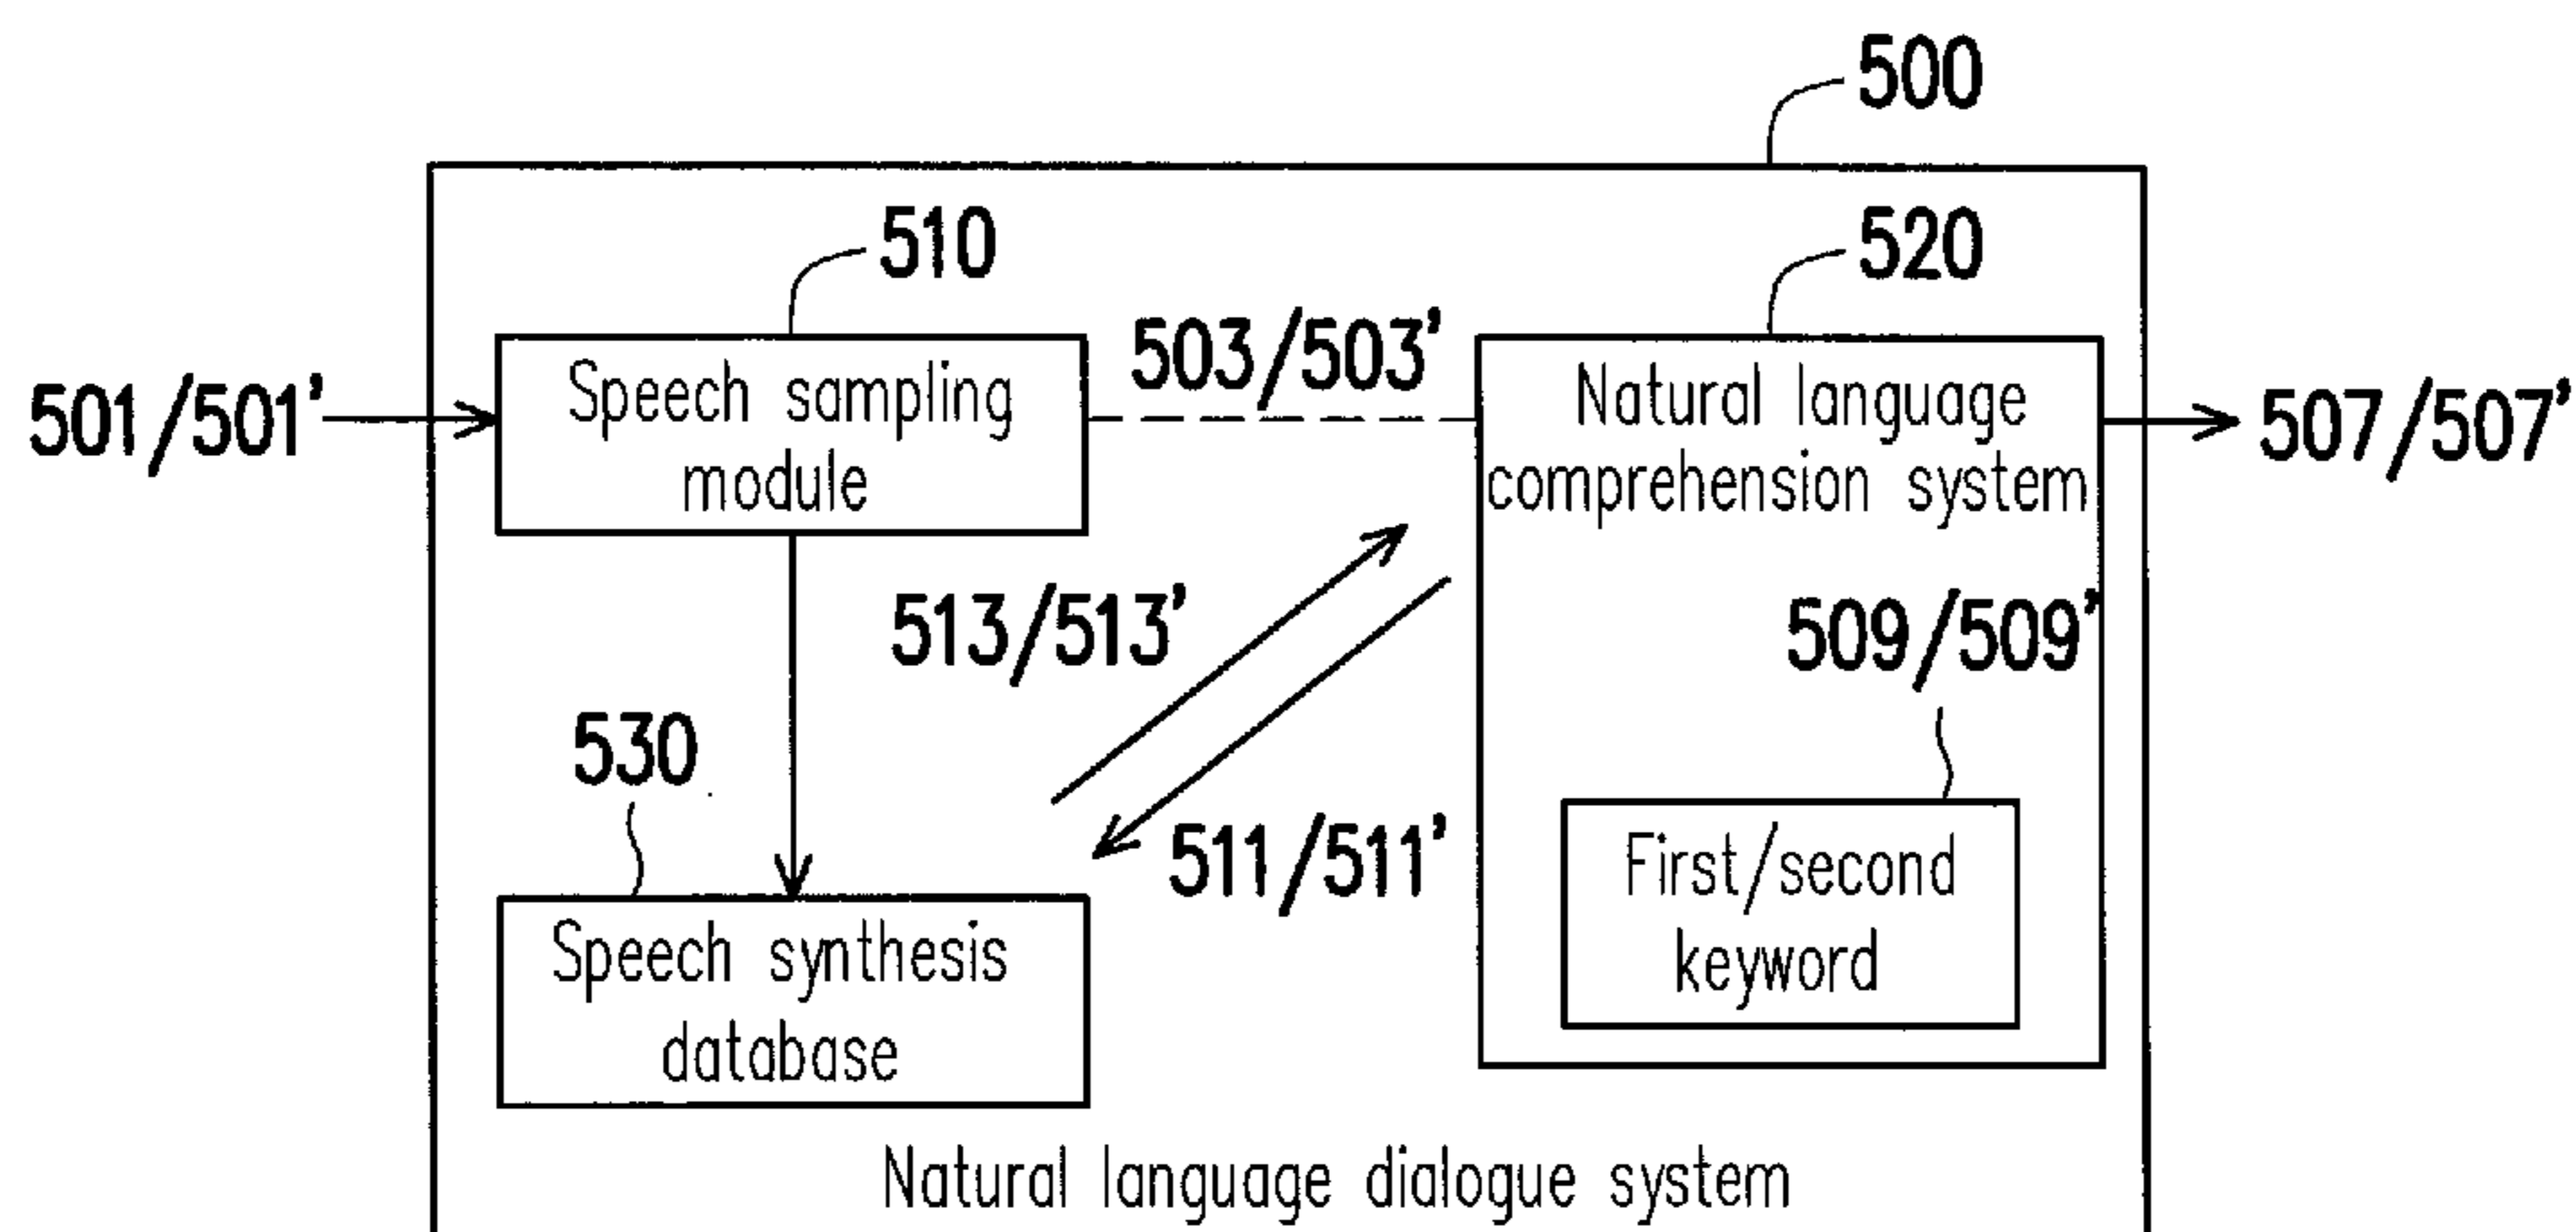 500
510
520
503/503'
501/501'
Speech sampling
module
Natural language
comprehension system
507/507'
513/513'
509/509'
530
511/511'
First/second
keyword
Speech synthesis
database
Natural language dialogue system